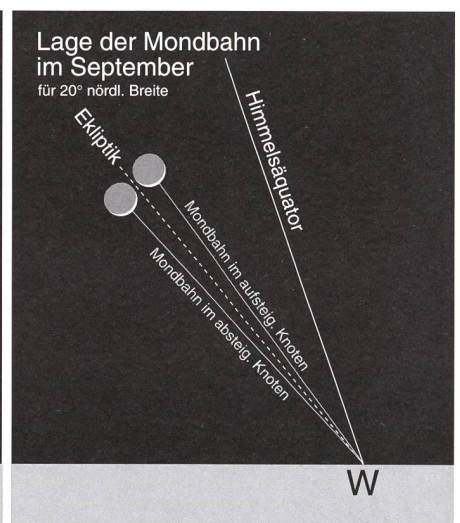 Lage der Mondbahn
im September
für 20° nördl. Breite
Ekliptik
Himmelsäquator
Mondbahn im aufsteig. Knoten
Mondbahn im absteig. Knoten
W